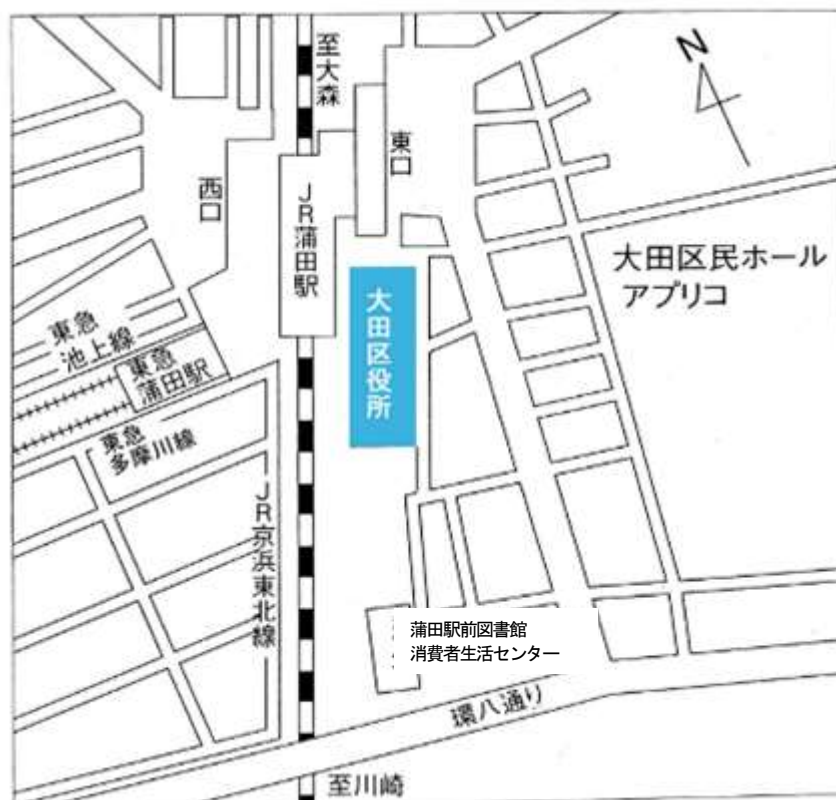 至大森
N
東口
西口
JR蒲田駅
大田区民ホール
アプリコ
大田区役所
東急
池上線
東急
蒲田駅
東急
多摩川線
JR京浜東北線
蒲田駅前図書館
消費者生活センター
環八通り
至川崎